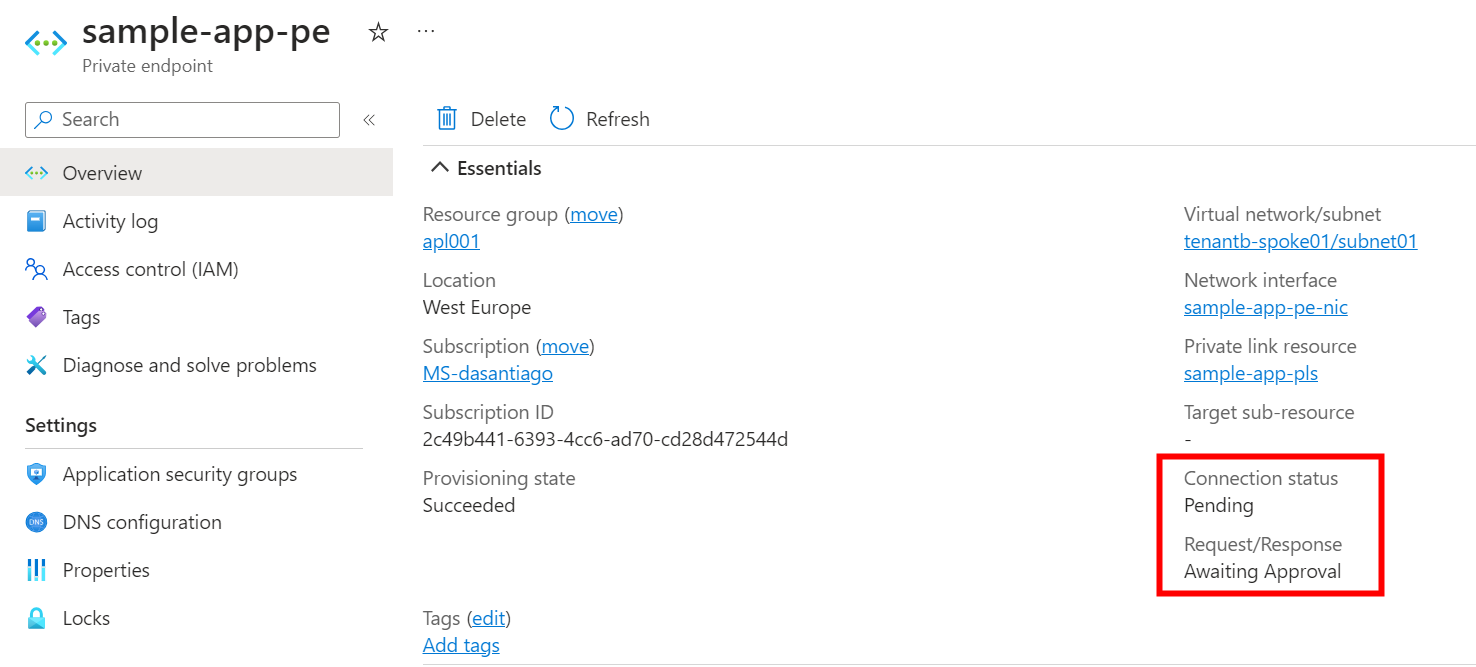 sample-app-pe
Private endpoint
Search
Overview
Activity log
Access control (IAM)
Tags
Diagnose and solve problems
Settings
Application security groups
DNS configuration
Properties
Locks
Delete
Refresh
Essentials
Resource group (move)
apl001
Location
West Europe
Subscription (move)
MS-dasantiago
Subscription ID
2c49b441-6393-4cc6-ad70-cd28d472544d
Provisioning state
Succeeded
Virtual network/subnet
tenantb-spoke01/subnet01
Network interface
sample-app-pe-nic
Private link resource
sample-app-pls
Target sub-resource
-
Connection status
Pending
Request/Response
Awaiting Approval
Tags (edit)
Add tags